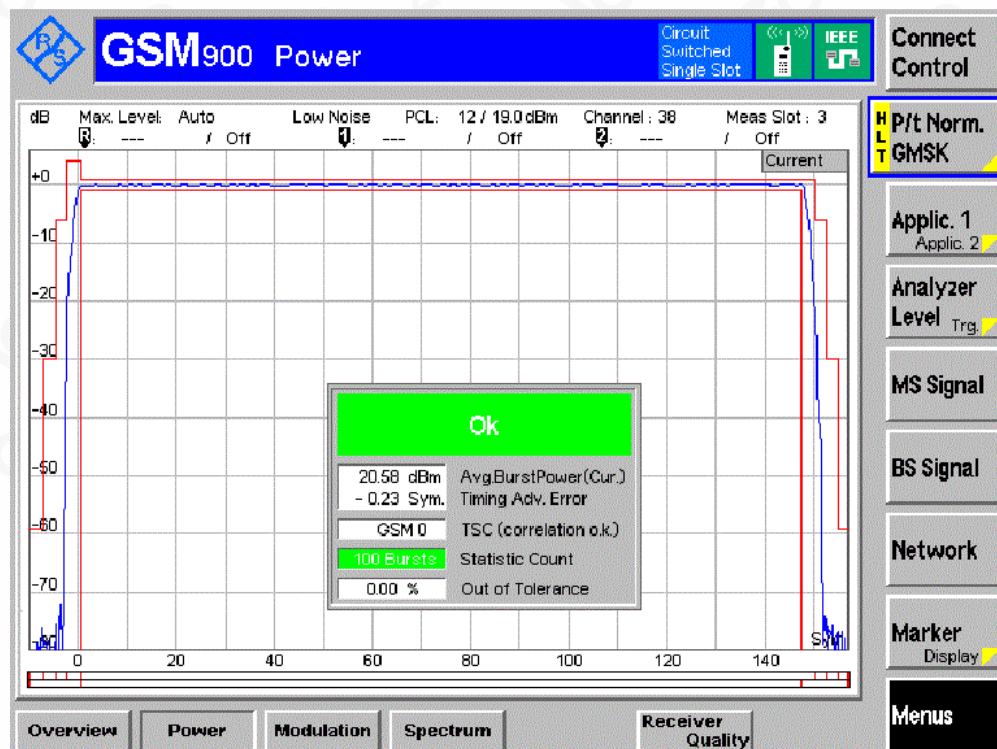 R/S
GSM900 Power
Circuit
Switched
Single Slot
IEEE
Connect
Control
dB Max. Level: Auto Low Noise PCL: 12 / 19.0 dBm Channel : 38 Meas Slot : 3
R: --- / Off 1: --- / Off 2: --- / Off
HLT
P/t Norm.
GMSK
Current
+0
-10
-20
-30
-40
-50
-60
-70
-80
Applic. 1
Applic. 2
Analyzer
Level Trg.
MS Signal
BS Signal
Network
Marker
Display
Menus
Ok
20.58 dBm Avg.BurstPower(Cur.)
- 0.23 Sym. Timing Adv. Error
GSM 0 TSC (correlation o.k.)
100 Bursts Statistic Count
0.00 % Out of Tolerance
0 20 40 60 80 100 120 140 Sym
Overview Power Modulation Spectrum Receiver
Quality